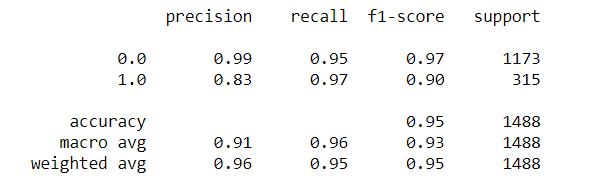 precision recall f1-score support
0.0 0.99 0.95 0.97 1173
1.0 0.83 0.97 0.90 315
accuracy 0.95 1488
macro avg 0.91 0.96 0.93 1488
weighted avg 0.96 0.95 0.95 1488